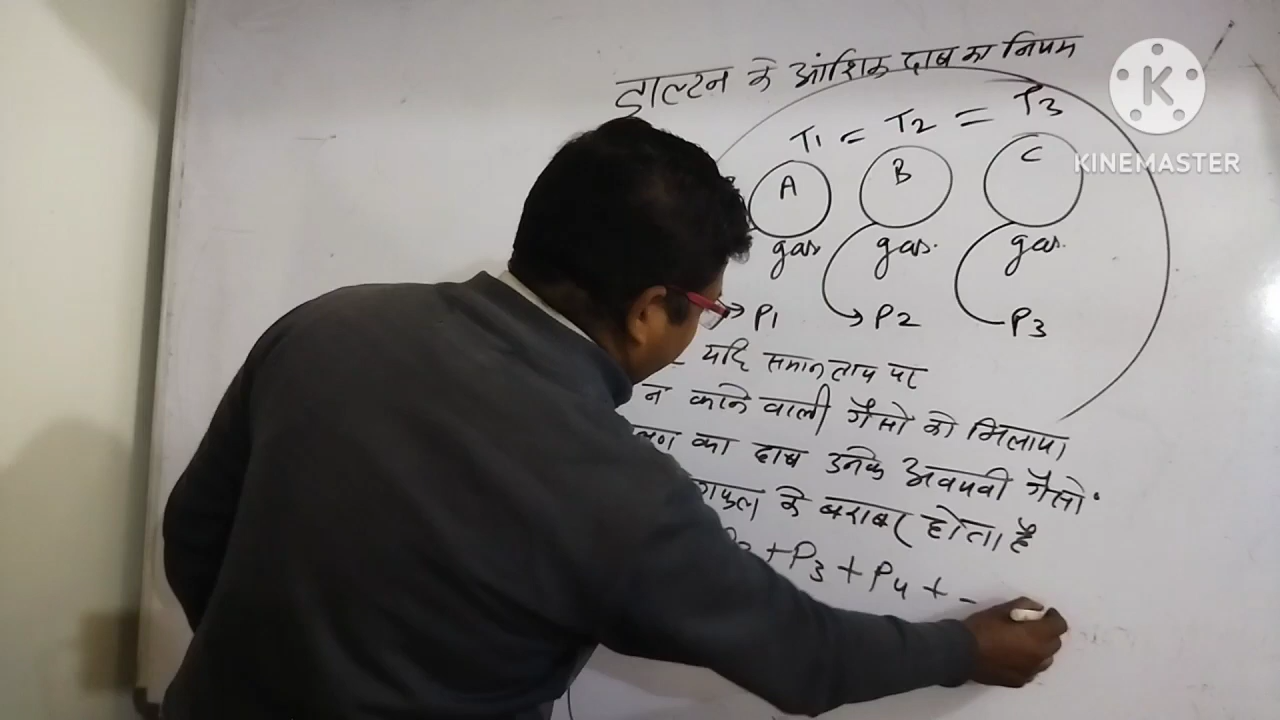 डाल्टन के आंशिक दाब का नियम
T1 = T2 = T3
A B C
gas gas. gas.
P1 P2 P3
यदि समान ताप पर
न करने वाली गैसो को मिलाया
का दाब उनके अवयवी गैसो
के बराबर होता है
+ P3 + P4 + -
K
KINEMASTER